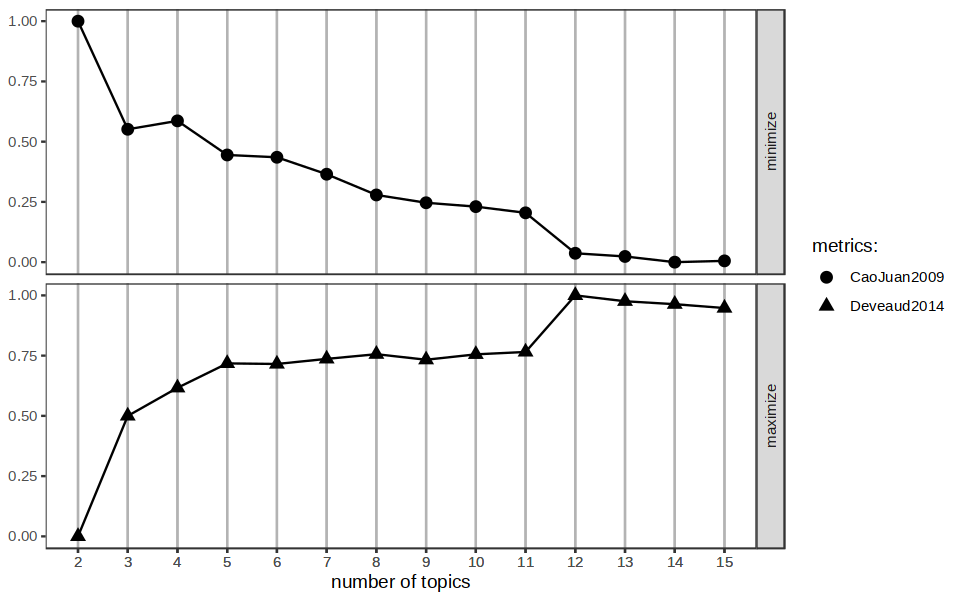 1.00
0.75
0.50
0.25
0.00
minimize
1.00
0.75
0.50
0.25
0.00
maximize
2 3 4 5 6 7 8 9 10 11 12 13 14 15
number of topics
metrics:
CaoJuan2009
Deveaud2014